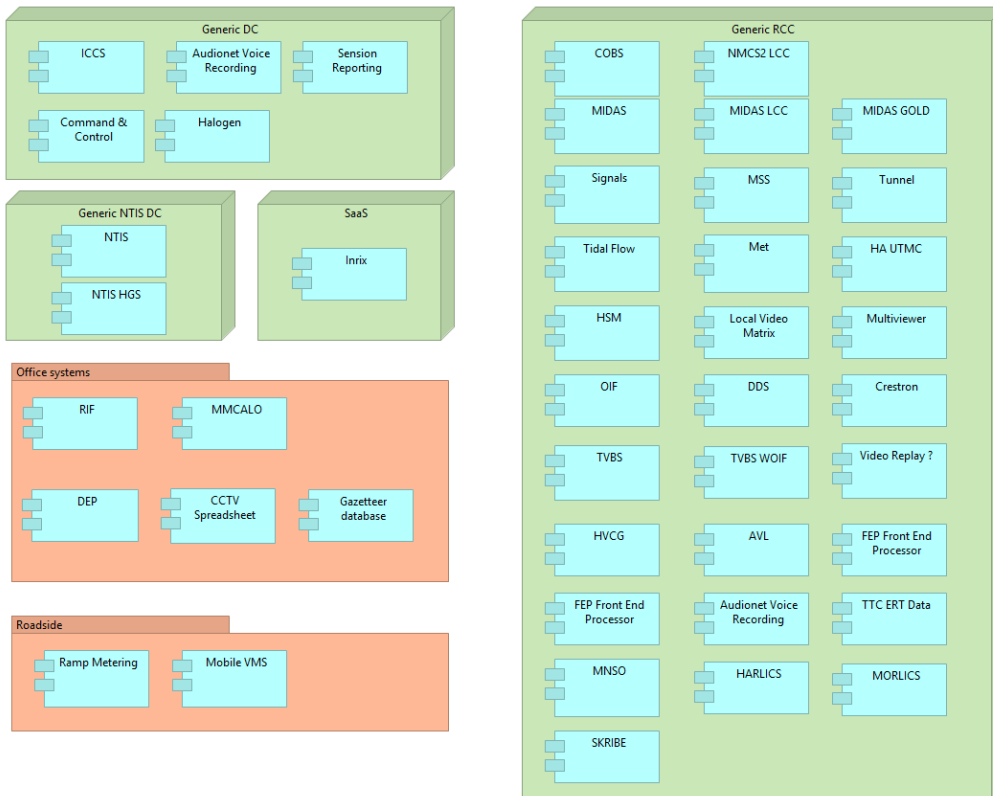 Generic DC
ICCS
Audionet Voice
Recording
Sension
Reporting
Command &
Control
Halogen
Generic NTIS DC
NTIS
NTIS HGS
SaaS
Inrix
Office systems
RIF
MMCALO
DEP
CCTV
Spreadsheet
Gazetteer
database
Roadside
Ramp Metering
Mobile VMS
Generic RCC
COBS
NMCS2 LCC
MIDAS
MIDAS LCC
MIDAS GOLD
Signals
MSS
Tunnel
Tidal Flow
Met
HA UTMC
HSM
Local Video
Matrix
Multiviewer
OIF
DDS
Crestron
TVBS
TVBS WOIF
Video Replay ?
HVCG
AVL
FEP Front End
Processor
FEP Front End
Processor
Audionet Voice
Recording
TTC ERT Data
MNSO
HARLICS
MORLICS
SKRIBE